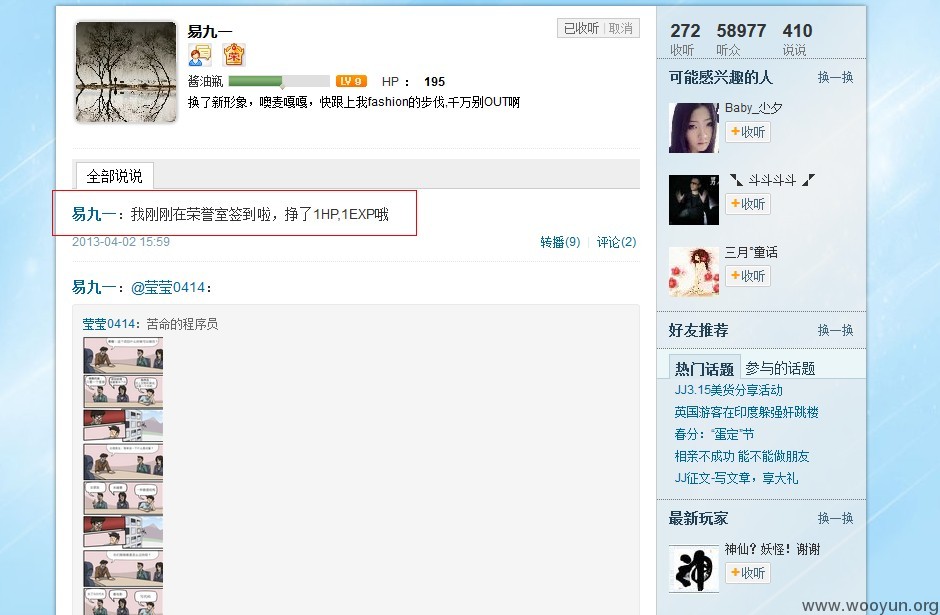 易九一
已收听|取消
酱油瓶 LV 9 HP： 195
换了新形象，噢麦嘎嘎，快跟上我fashion的步伐,千万别OUT啊
全部说说
易九一：我刚刚在荣誉室签到啦，挣了1HP,1EXP哦
2013-04-02 15:59
转播(9) | 评论(2)
易九一：@莹莹0414：
莹莹0414：苦命的程序员
272 58977 410
收听 听众 说说
可能感兴趣的人 换一换
Baby_尐夕
+收听
◥、斗斗斗斗 ◢
+收听
三月°童话
+收听
好友推荐 换一换
热门话题 参与的话题
JJ3.15美货分享活动
英国游客在印度躲强奸跳楼
春分：“蛋定”节
相亲不成功 能不能做朋友
JJ征文-写文章，享大礼
最新玩家 换一换
神仙？妖怪！谢谢
+收听
www.wooyun.org